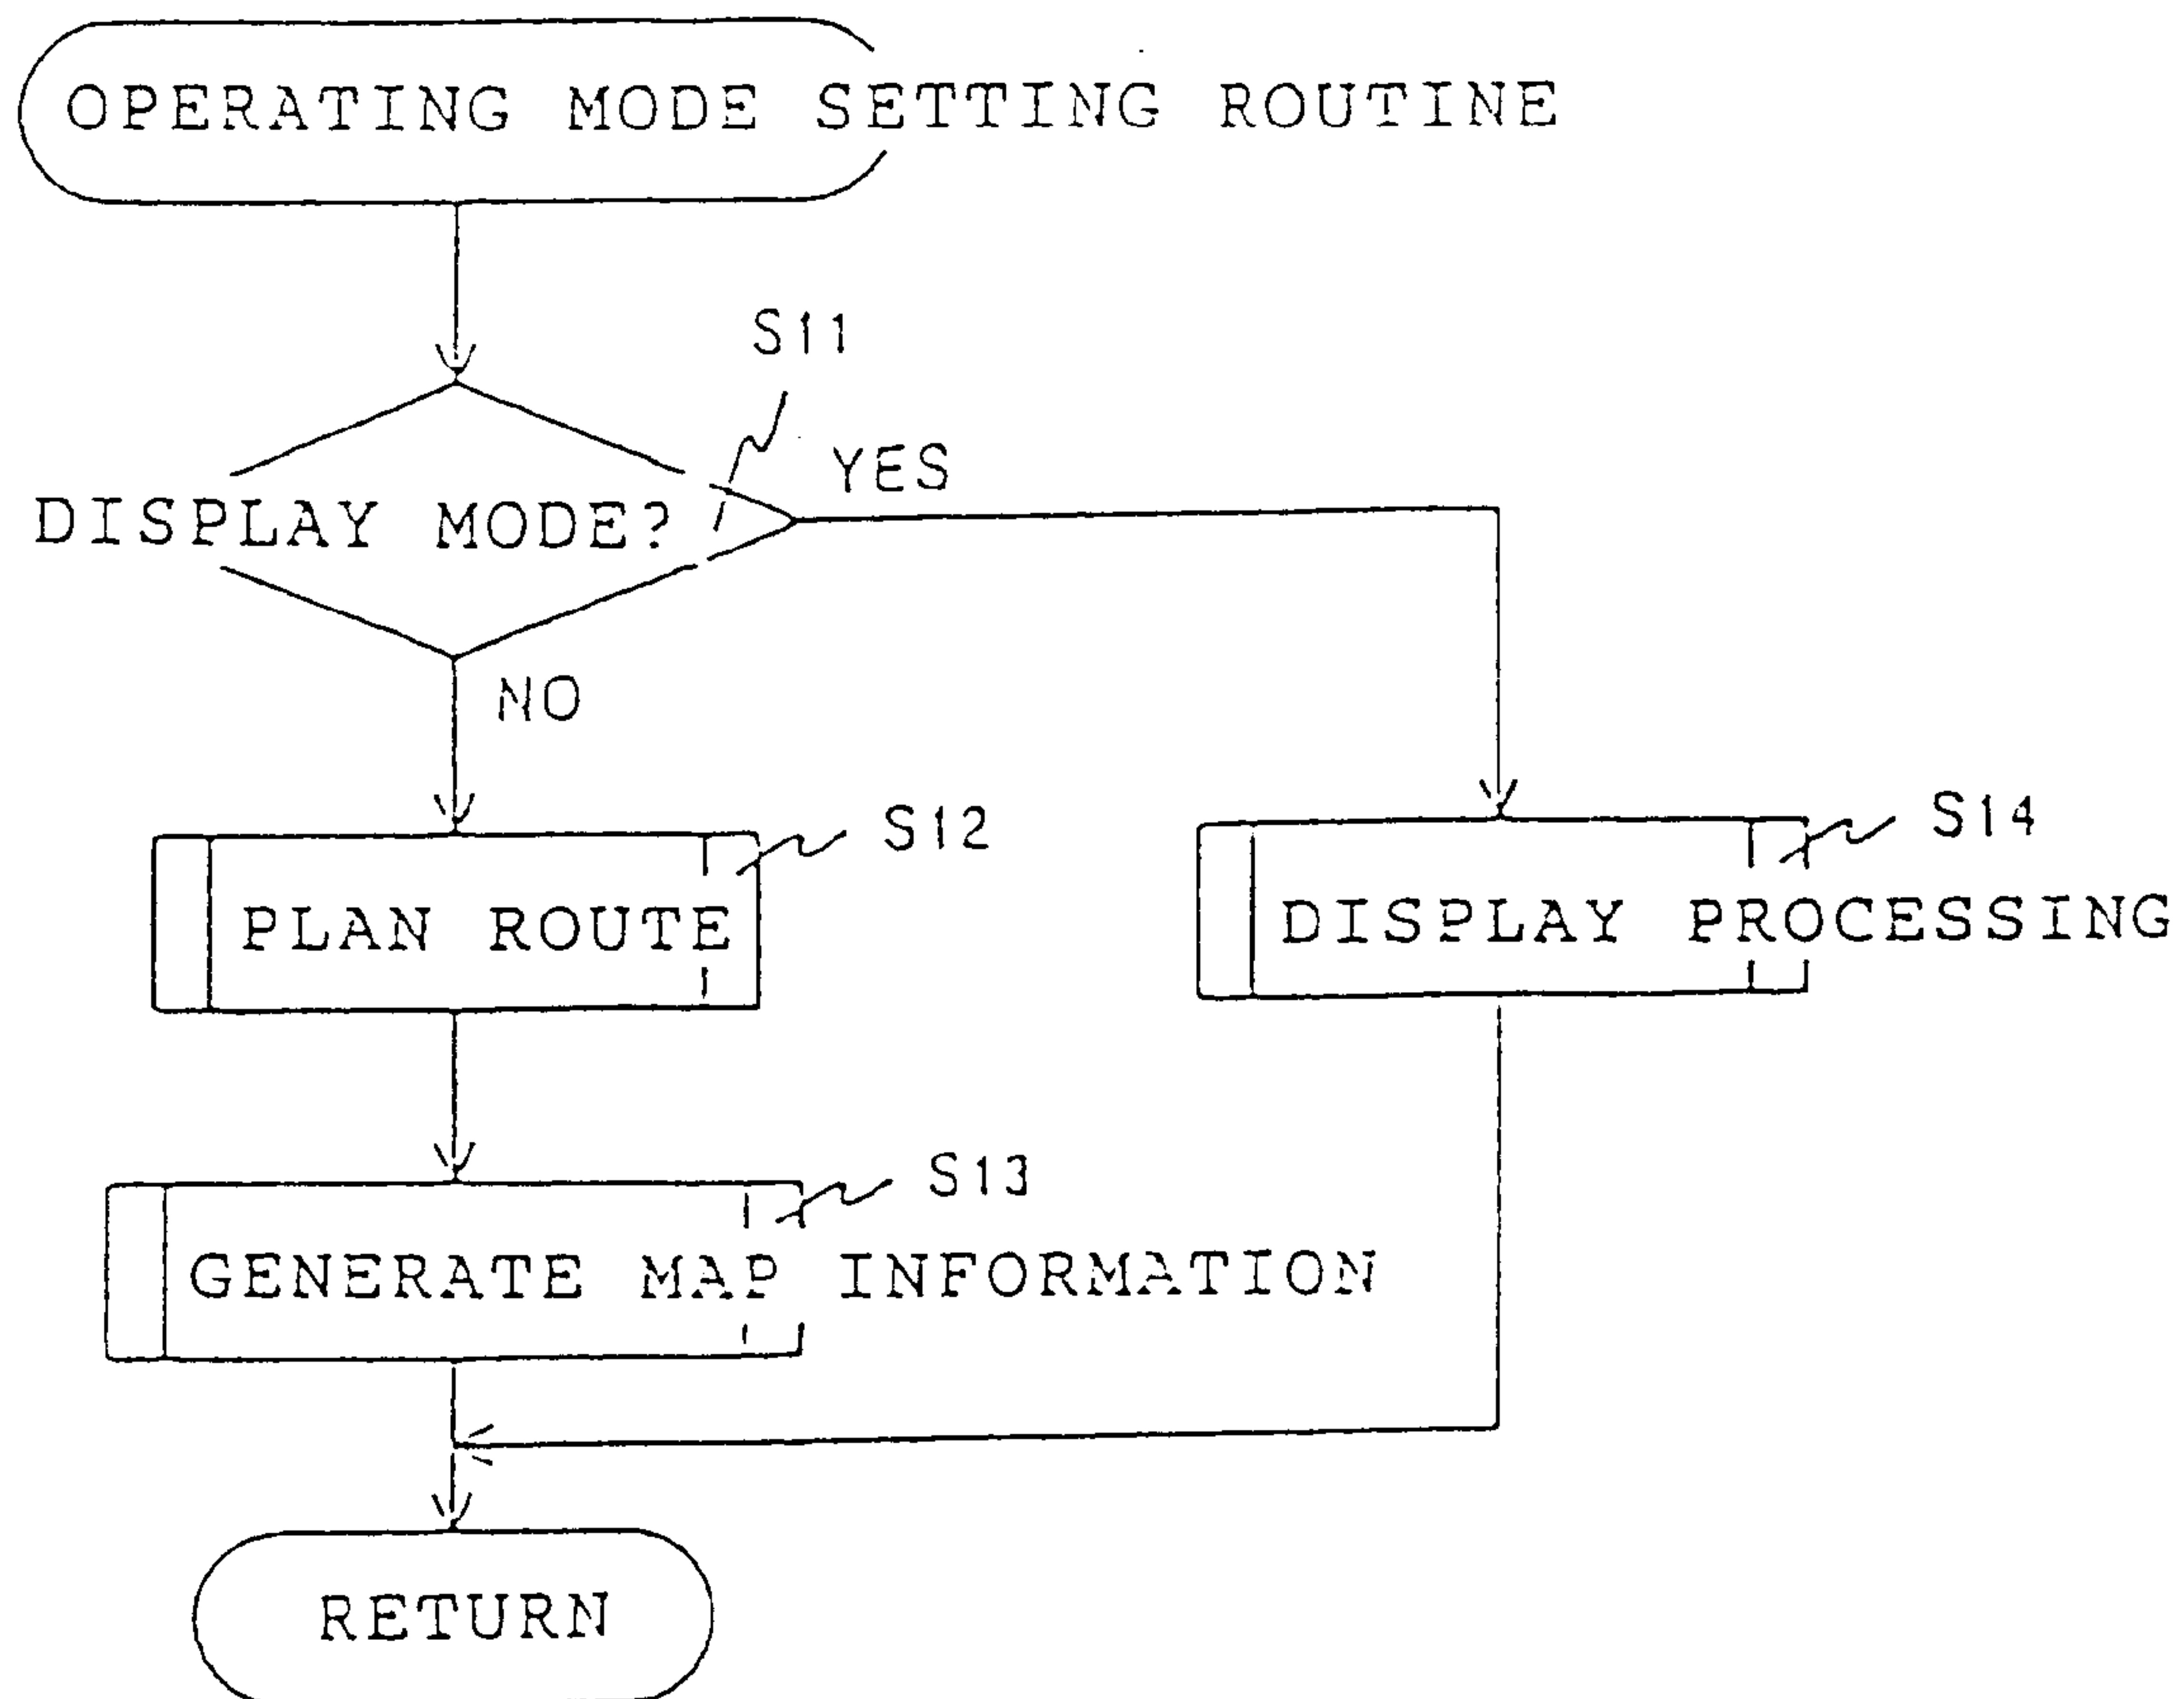 OPERATING MODE SETTING ROUTINE
S11
YES
DISPLAY MODE?
NO
S12
PLAN ROUTE
S14
DISPLAY PROCESSING
S13
GENERATE MAP INFORMATION
RETURN